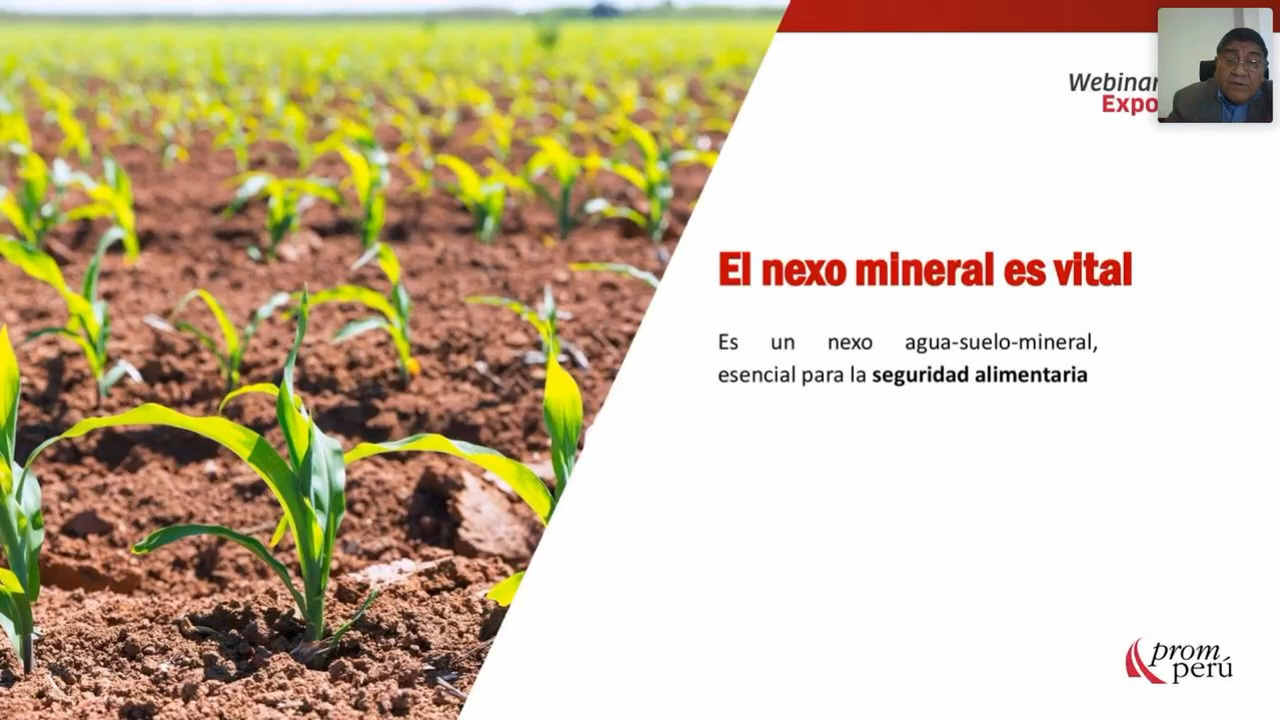 Webinar
Expo
El nexo mineral es vital
Es un nexo agua-suelo-mineral,
esencial para la seguridad alimentaria
prom
perú